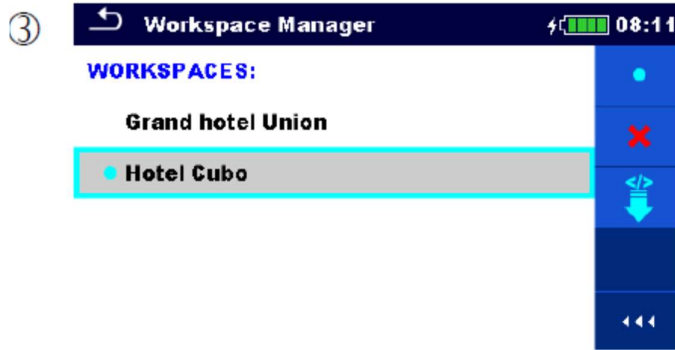 ③
Workspace Manager 08:11
WORKSPACES:
Grand hotel Union
Hotel Cubo
</>